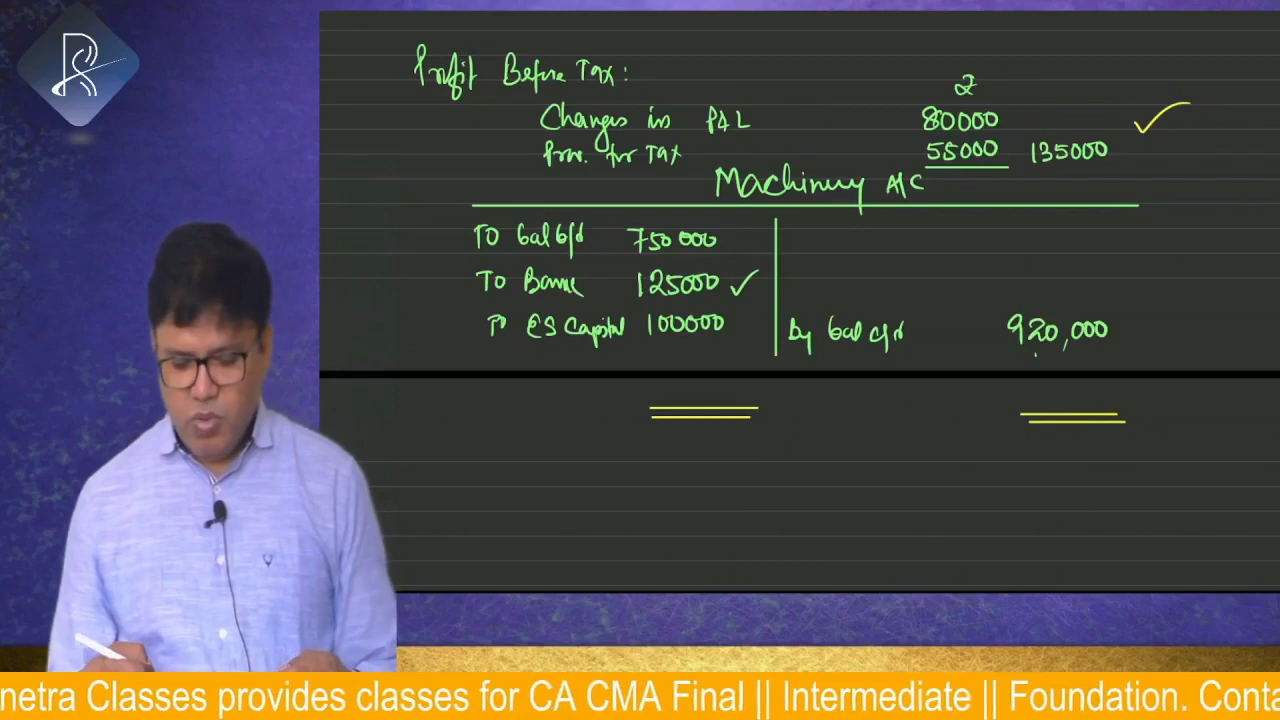 Profit Before Tax:
₹
Changes in P&L 80000
Prov. for Tax 55000 135000
Machinery A/C
To bal b/d 750000
To Bank 125000 ✓
To ES Capital 100000 By bal c/d 920,000
netra Classes provides classes for CA CMA Final || Intermediate || Foundation. Conta